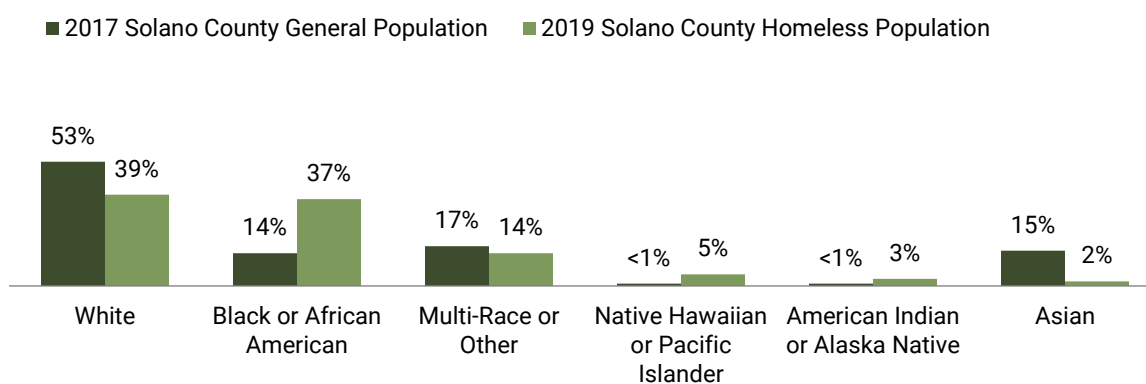 2017 Solano County General Population 2019 Solano County Homeless Population
53%
39%
14%
37%
17%
14%
<1%
5%
<1%
3%
15%
2%
White
Black or African
American
Multi-Race or
Other
Native Hawaiian
or Pacific
Islander
American Indian
or Alaska Native
Asian